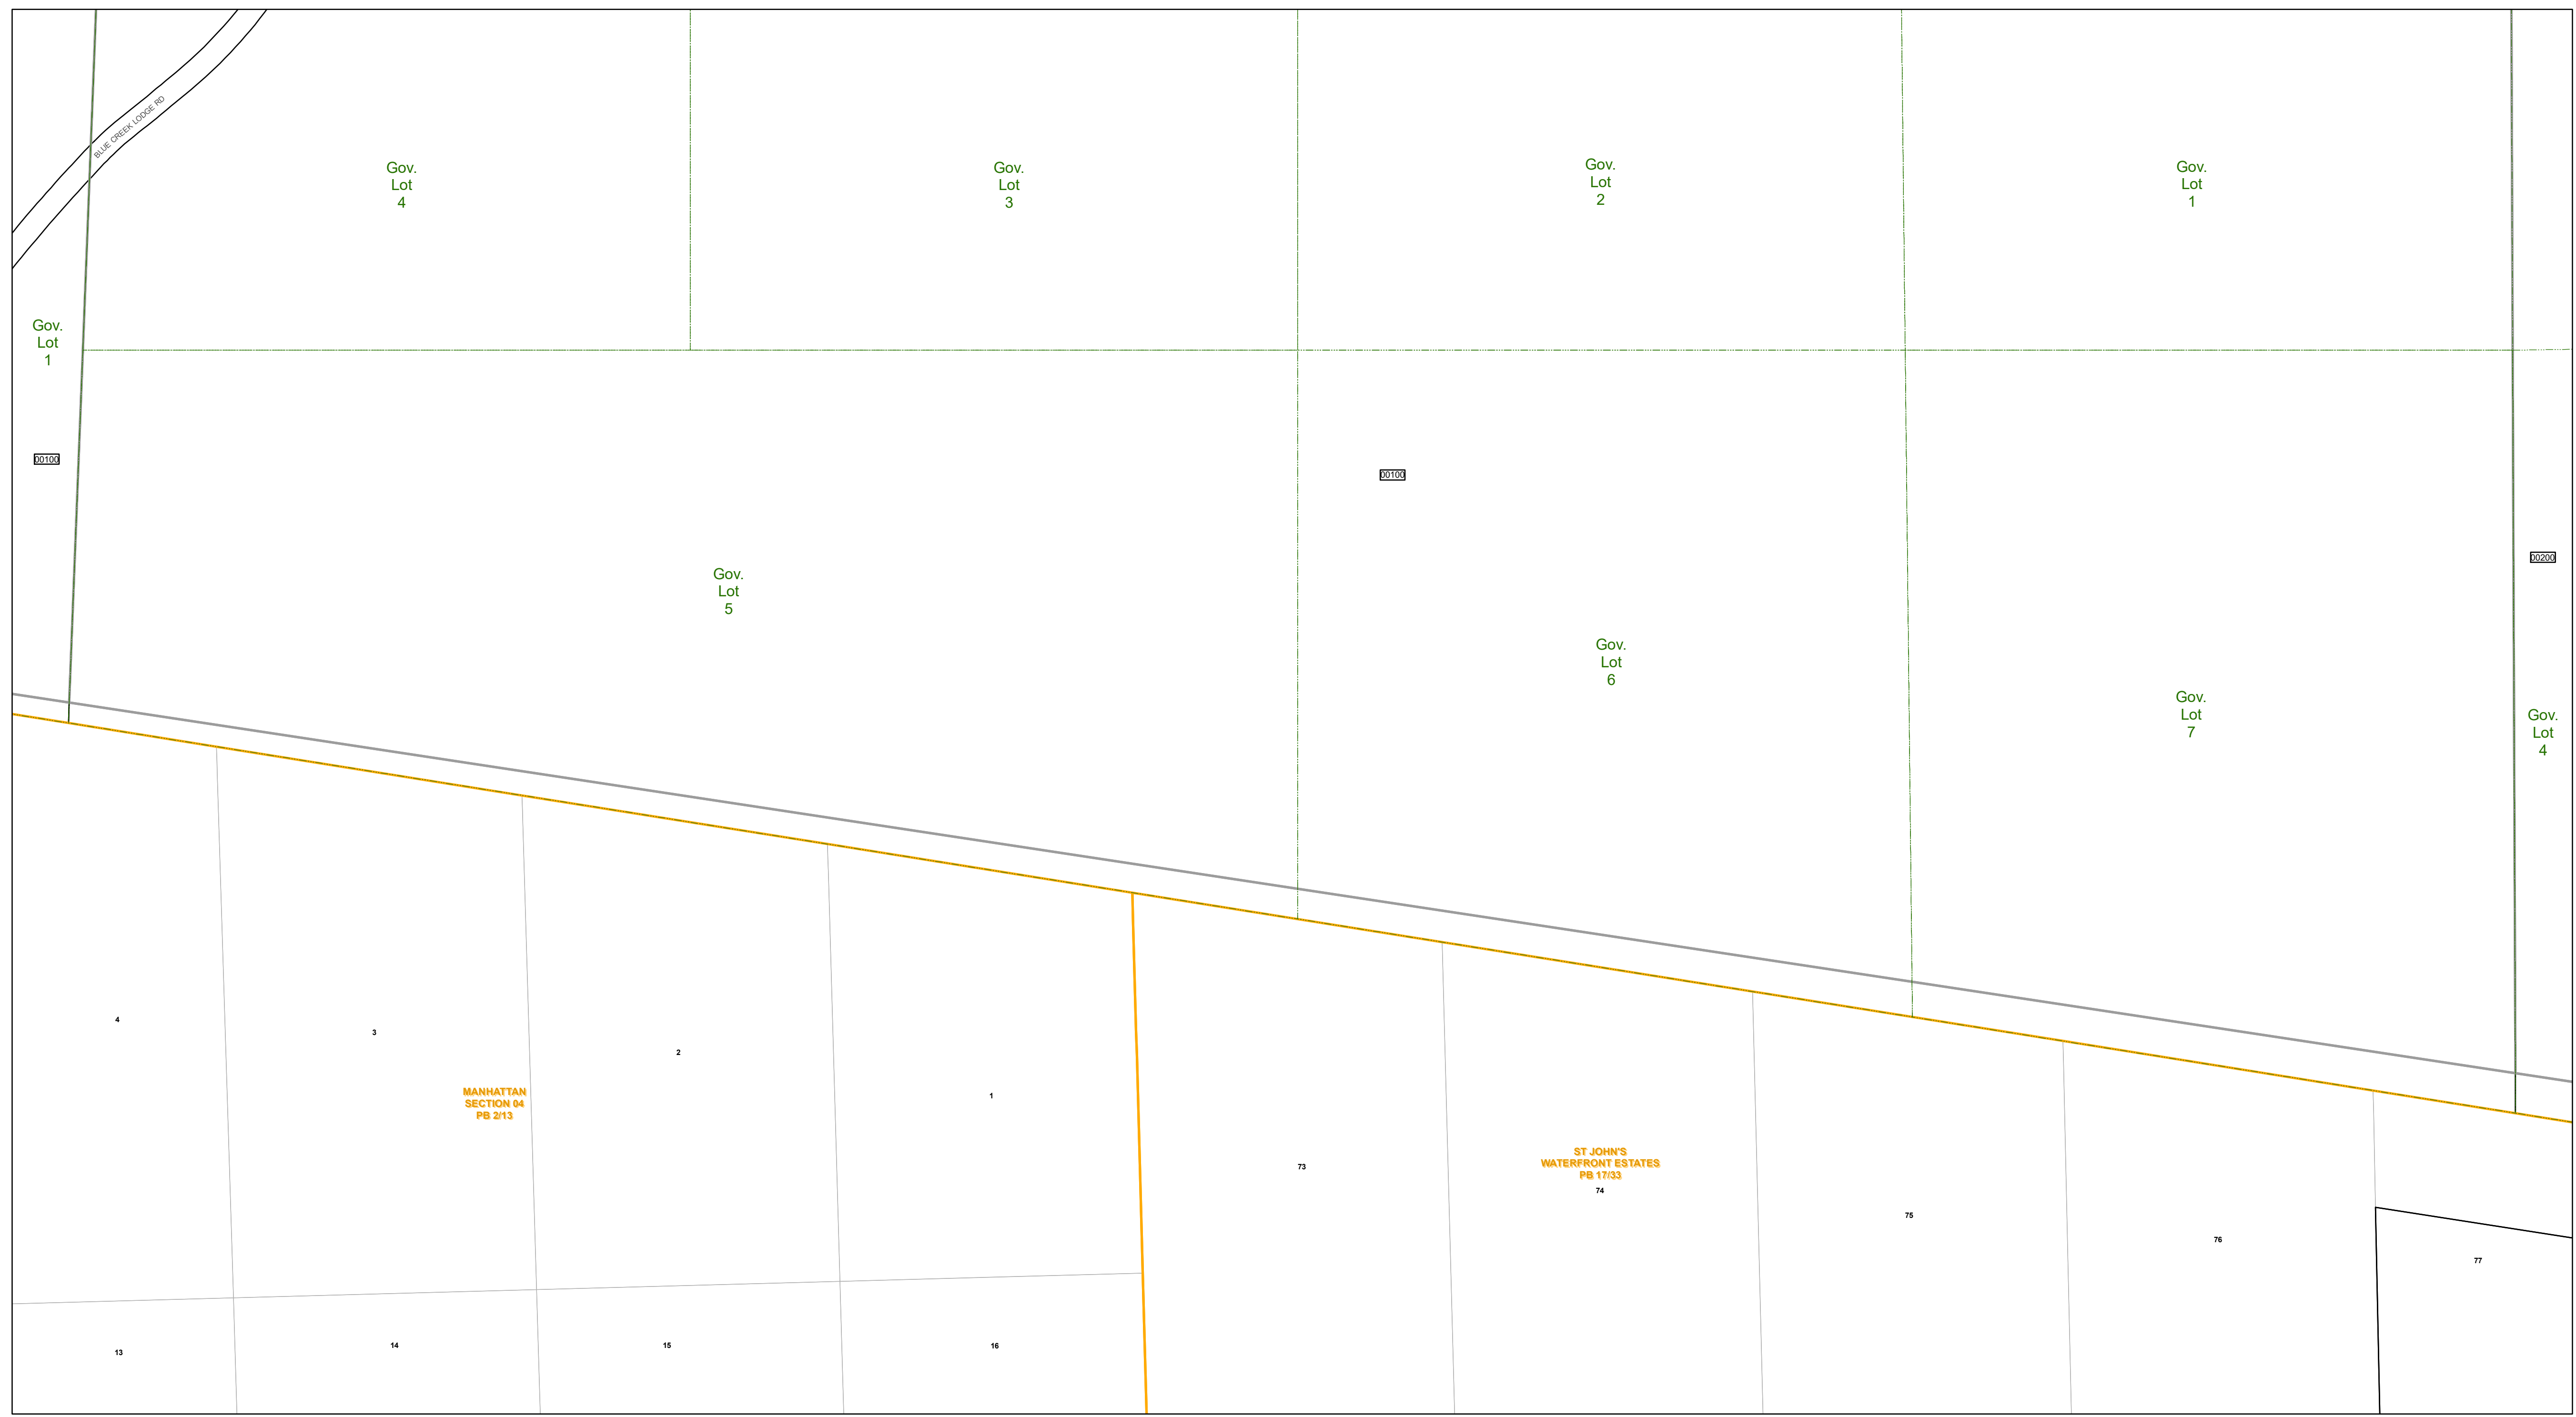 BLUE CREEK LODGE RD
Gov.
Lot
4
Gov.
Lot
3
Gov.
Lot
2
Gov.
Lot
1
Gov.
Lot
1
00100
00100
00200
Gov.
Lot
5
Gov.
Lot
6
Gov.
Lot
7
Gov.
Lot
4
4
3
2
1
MANHATTAN
SECTION 04
PB 2/13
73
ST JOHN'S
WATERFRONT ESTATES
PB 17/33
74
75
76
77
13
14
15
16